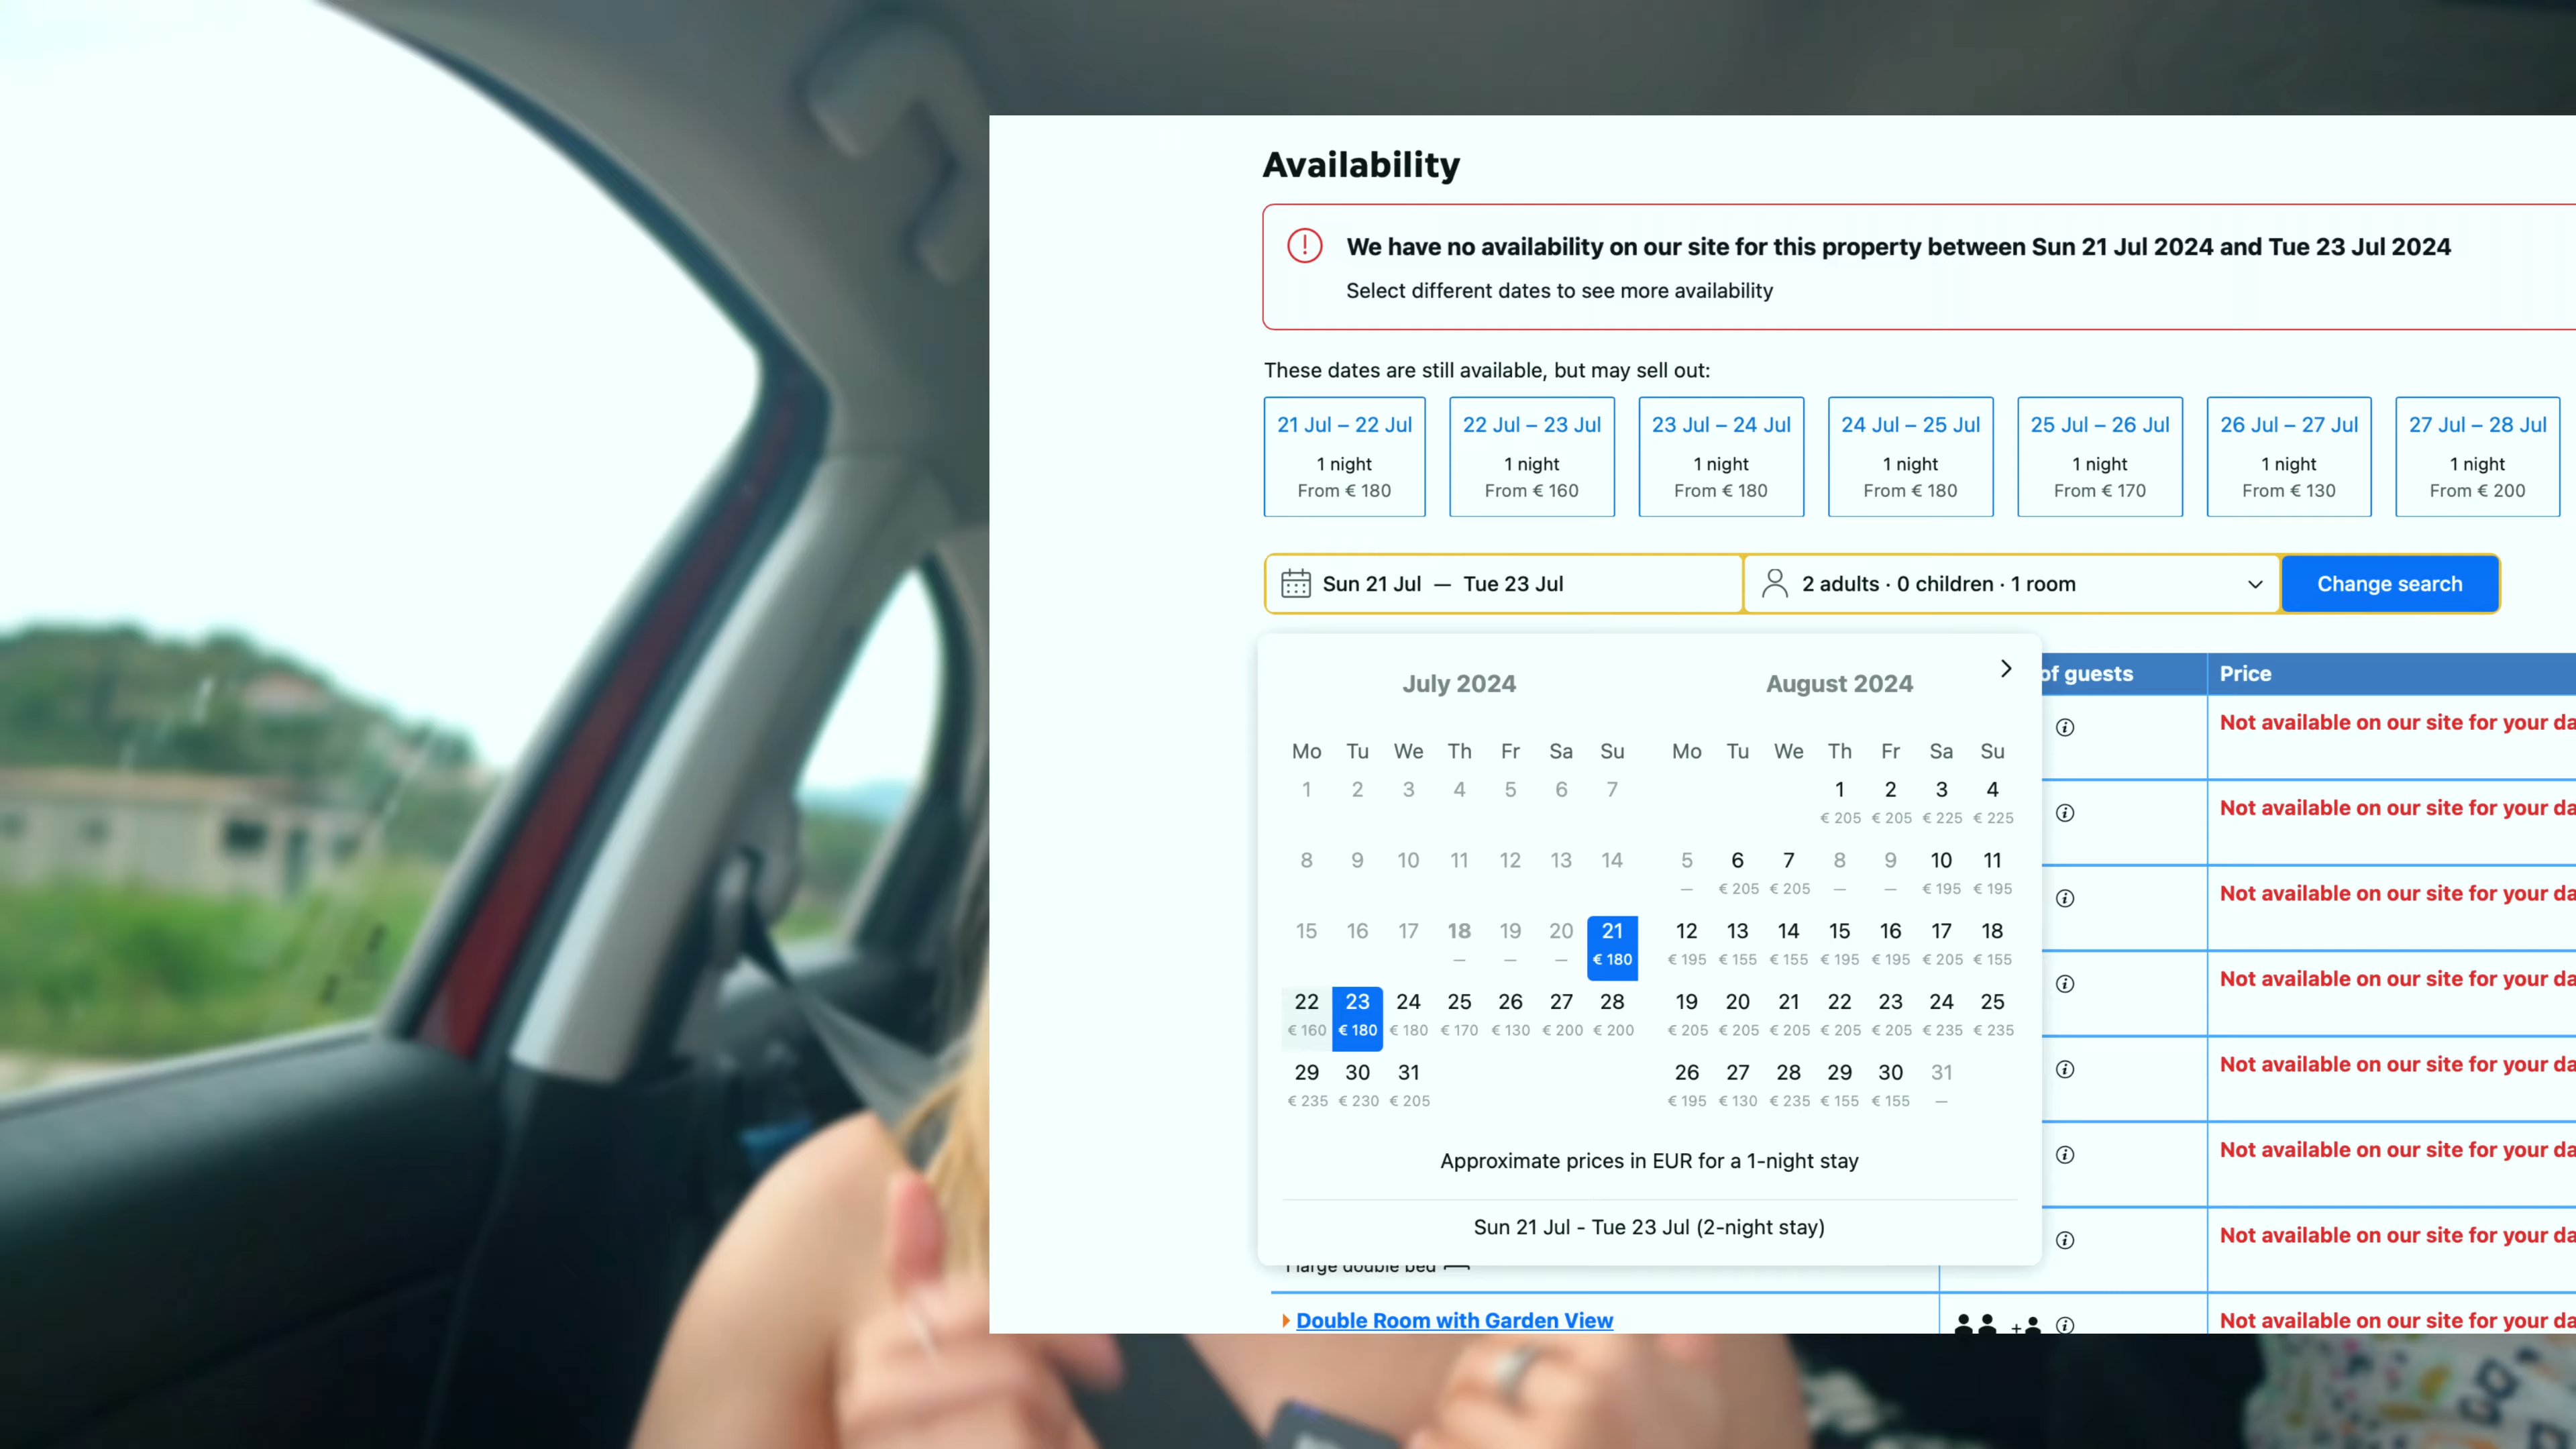 Availability
We have no availability on our site for this property between Sun 21 Jul 2024 and Tue 23 Jul 2024
Select different dates to see more availability
These dates are still available, but may sell out:
21 Jul – 22 Jul 22 Jul – 23 Jul 23 Jul – 24 Jul 24 Jul – 25 Jul 25 Jul – 26 Jul 26 Jul – 27 Jul 27 Jul – 28 Jul
1 night 1 night 1 night 1 night 1 night 1 night 1 night
From € 180 From € 160 From € 180 From € 180 From € 170 From € 130 From € 200
Sun 21 Jul — Tue 23 Jul 2 adults · 0 children · 1 room Change search
of guests Price
July 2024 August 2024
Mo Tu We Th Fr Sa Su Mo Tu We Th Fr Sa Su
1 2 3 4 5 6 7 1 2 3 4
€ 205 € 205 € 225 € 225
8 9 10 11 12 13 14 5 6 7 8 9 10 11
— € 205 € 205 — — € 195 € 195
15 16 17 18 19 20 21 12 13 14 15 16 17 18
— — — € 180 € 195 € 155 € 155 € 195 € 195 € 205 € 155
22 23 24 25 26 27 28 19 20 21 22 23 24 25
€ 160 € 180 € 180 € 170 € 130 € 200 € 200 € 205 € 205 € 205 € 205 € 205 € 235 € 235
29 30 31 26 27 28 29 30 31
€ 235 € 230 € 205 € 195 € 130 € 235 € 155 € 155 —
Approximate prices in EUR for a 1-night stay
Sun 21 Jul - Tue 23 Jul (2-night stay)
Not available on our site for your da
Not available on our site for your da
Not available on our site for your da
Not available on our site for your da
Not available on our site for your da
Not available on our site for your da
Not available on our site for your da
1 large double bed
Double Room with Garden View + Not available on our site for your da